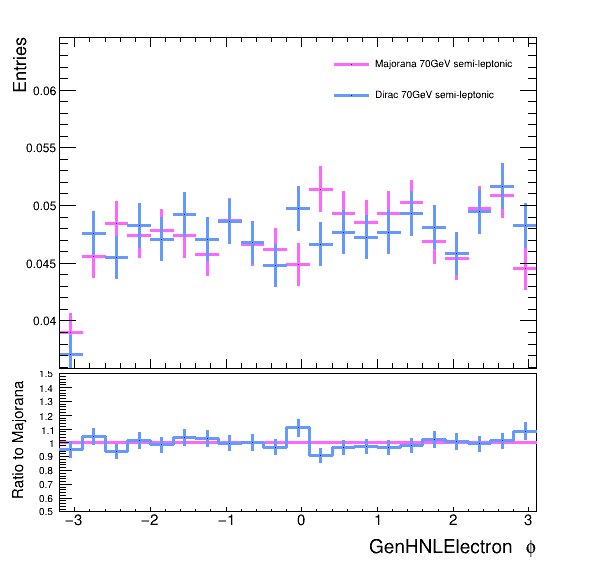 Entries
Majorana 70GeV semi-leptonic
Dirac 70GeV semi-leptonic
0.06
0.055
0.05
0.045
0.04
Ratio to Majorana
1.5
1.4
1.3
1.2
1.1
1
0.9
0.8
0.7
0.6
0.5
−3 −2 −1 0 1 2 3
GenHNLElectron ϕ